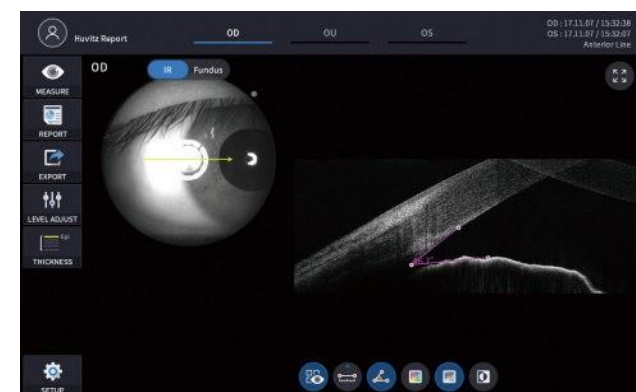 Huvitz Report
OD
OU
OS
OD : 17.11.07 / 15:32:38
OS : 17.11.07 / 15:32:07
Anterior Line
MEASURE
REPORT
EXPORT
LEVEL ADJUST
Epi
THICKNESS
SETUP
OD
IR
Fundus